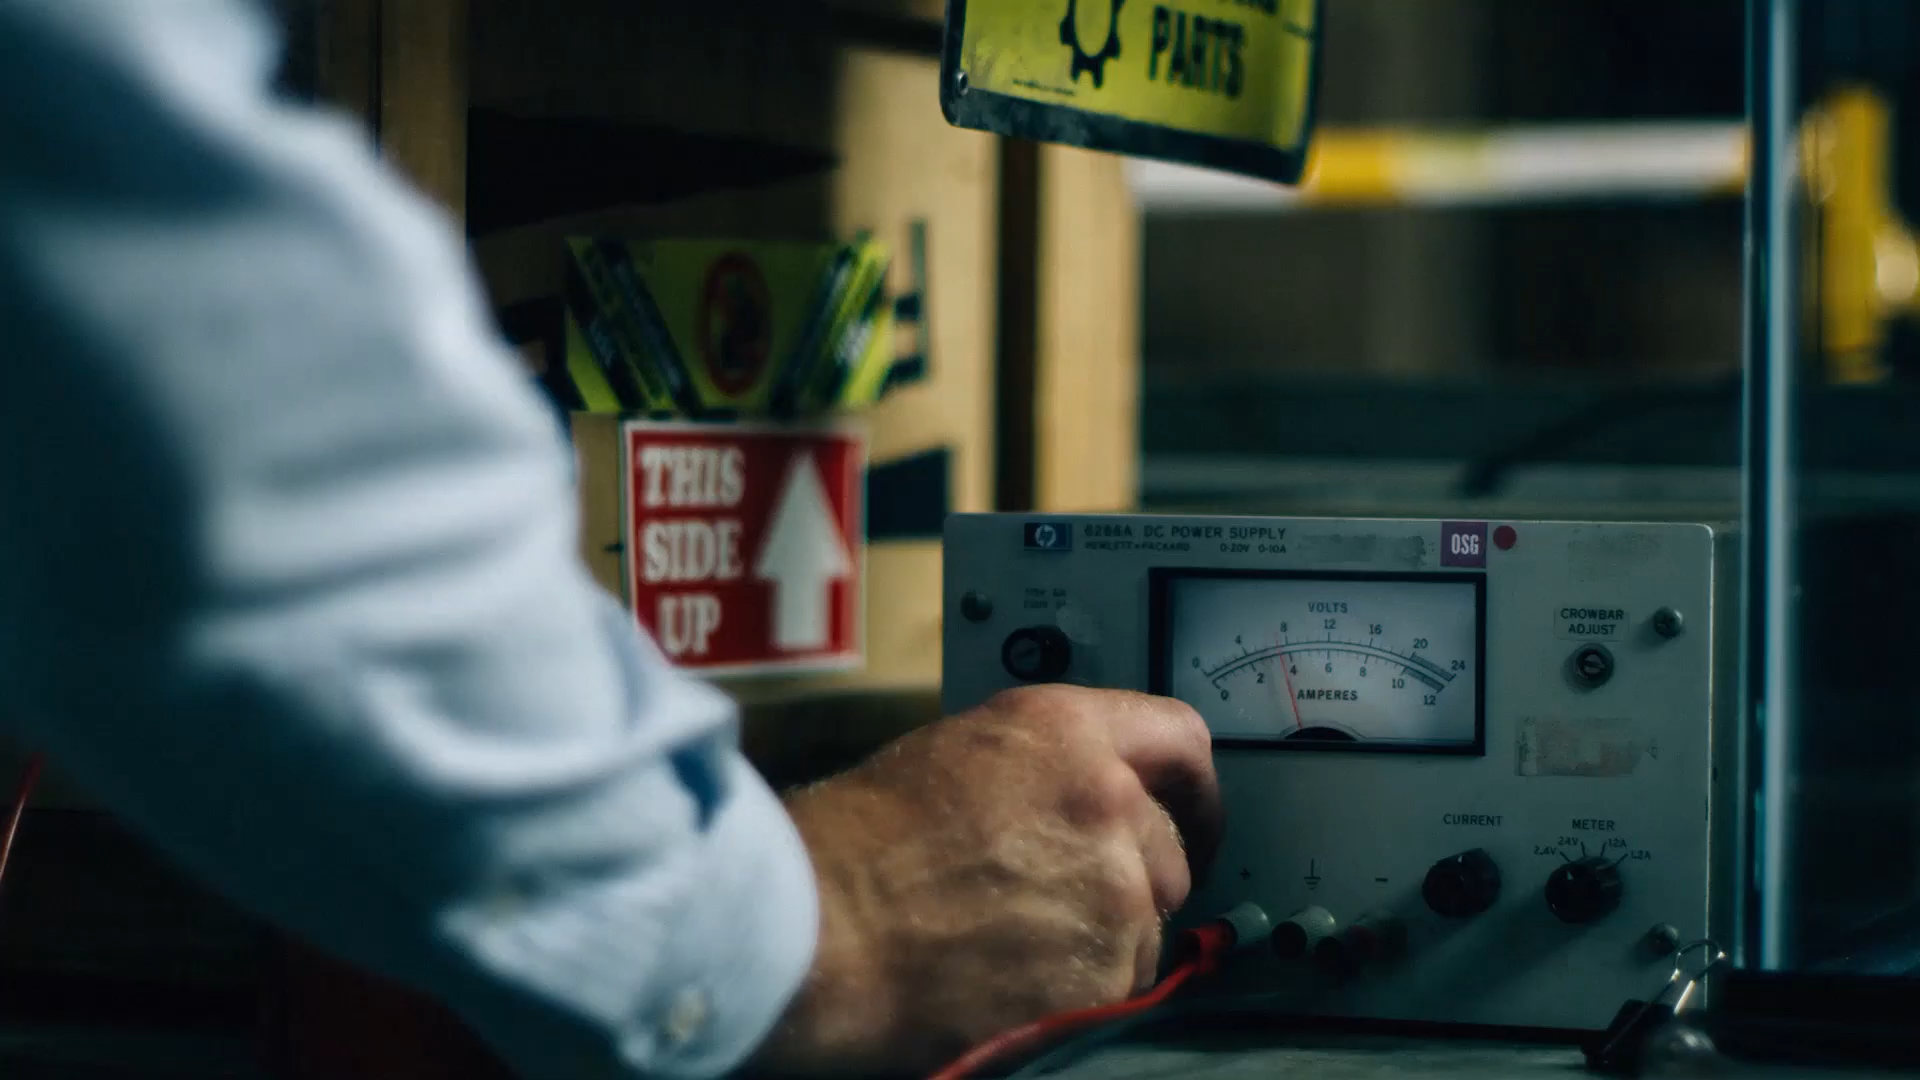 PARTS
THIS
SIDE
UP
hp
6266A DC POWER SUPPLY
HEWLETT-PACKARD 0-20V 0-10A
OSG
VOLTS
0 4 8 12 16 20 24
0 2 4 6 8 10 12
AMPERES
CROWBAR
ADJUST
CURRENT
METER
2.4V 24V 12A 1.2A
+ -